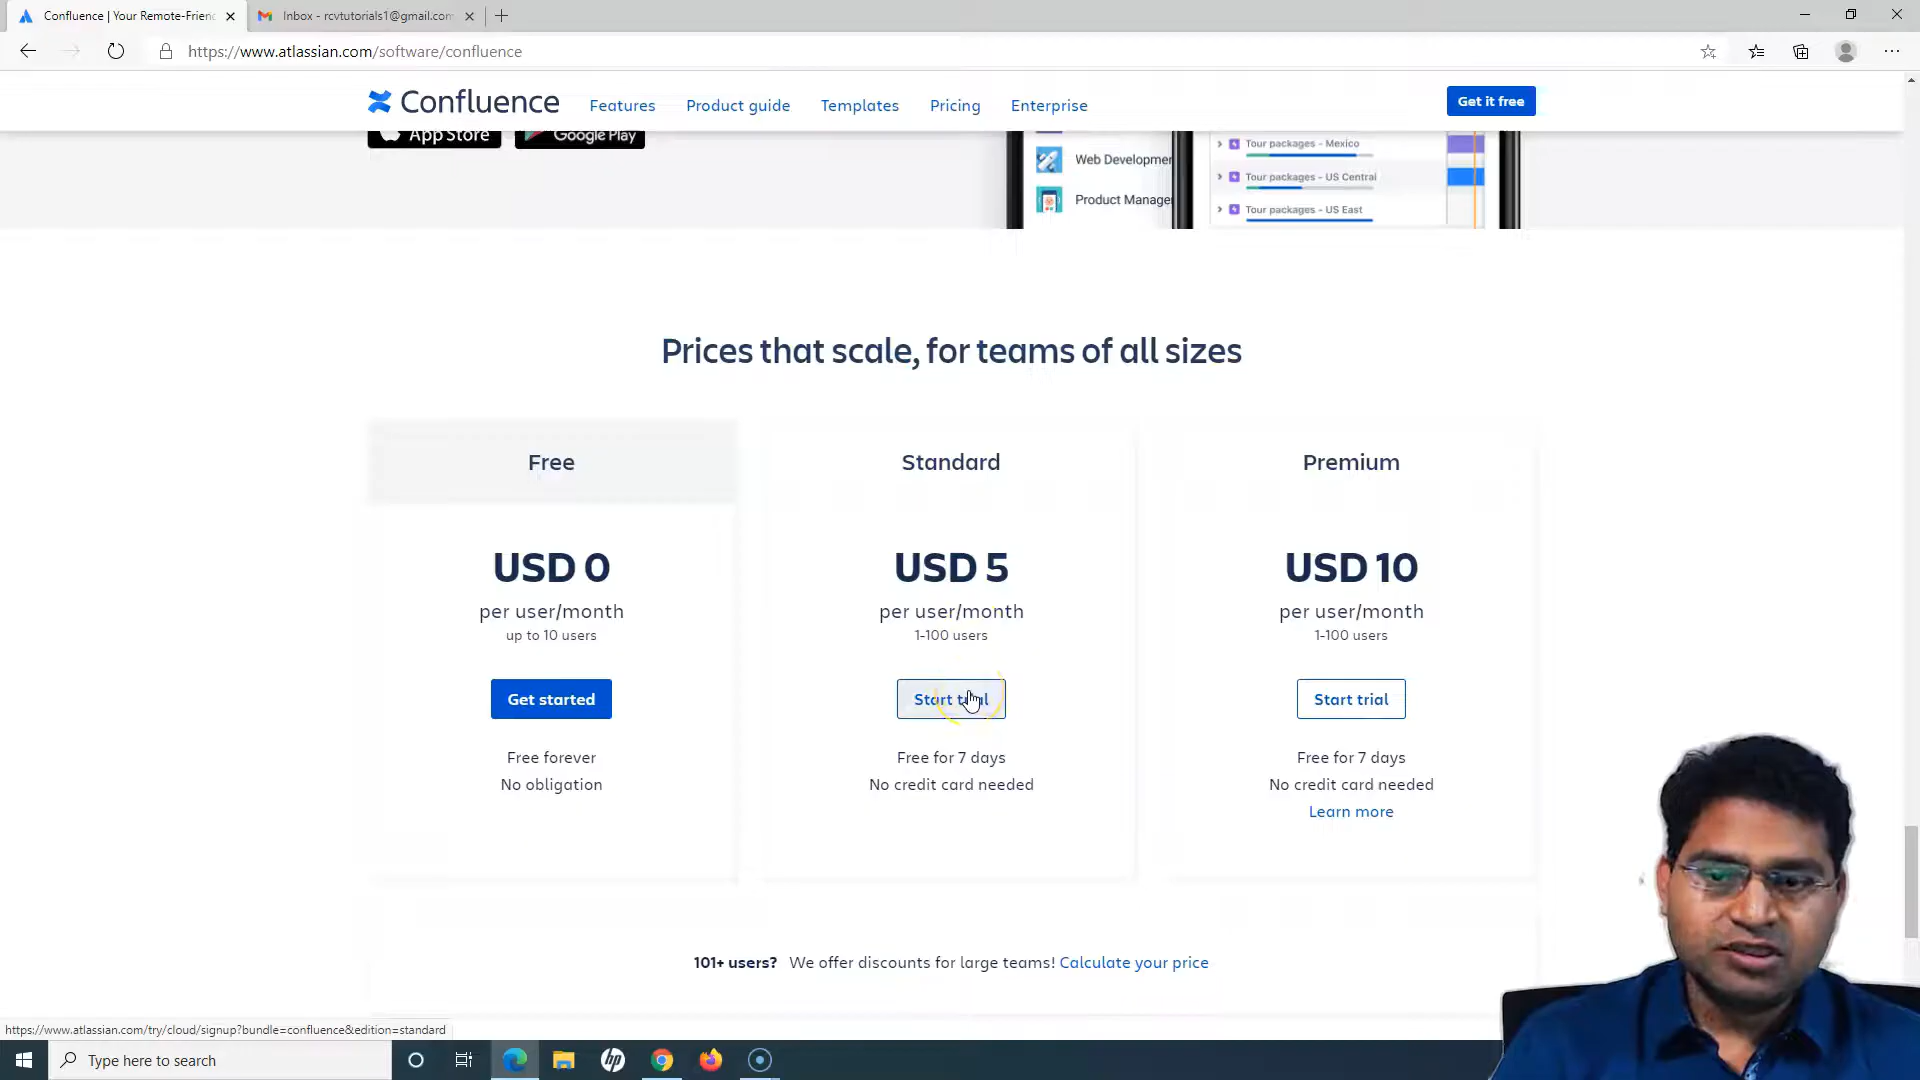 Confluence | Your Remote-Frien
Inbox - rcvtutorials1@gmail.com
https://www.atlassian.com/software/confluence
Confluence
Features
Product guide
Templates
Pricing
Enterprise
Get it free
App Store
Google Play
Web Developmen
Product Manage
Tour packages - Mexico
Tour packages - US Central
Tour packages - US East
Prices that scale, for teams of all sizes
Free
USD 0
per user/month
up to 10 users
Get started
Free forever
No obligation
Standard
USD 5
per user/month
1-100 users
Start trial
Free for 7 days
No credit card needed
Premium
USD 10
per user/month
1-100 users
Start trial
Free for 7 days
No credit card needed
Learn more
101+ users? We offer discounts for large teams! Calculate your price
https://www.atlassian.com/try/cloud/signup?bundle=confluence&edition=standard
Type here to search
hp